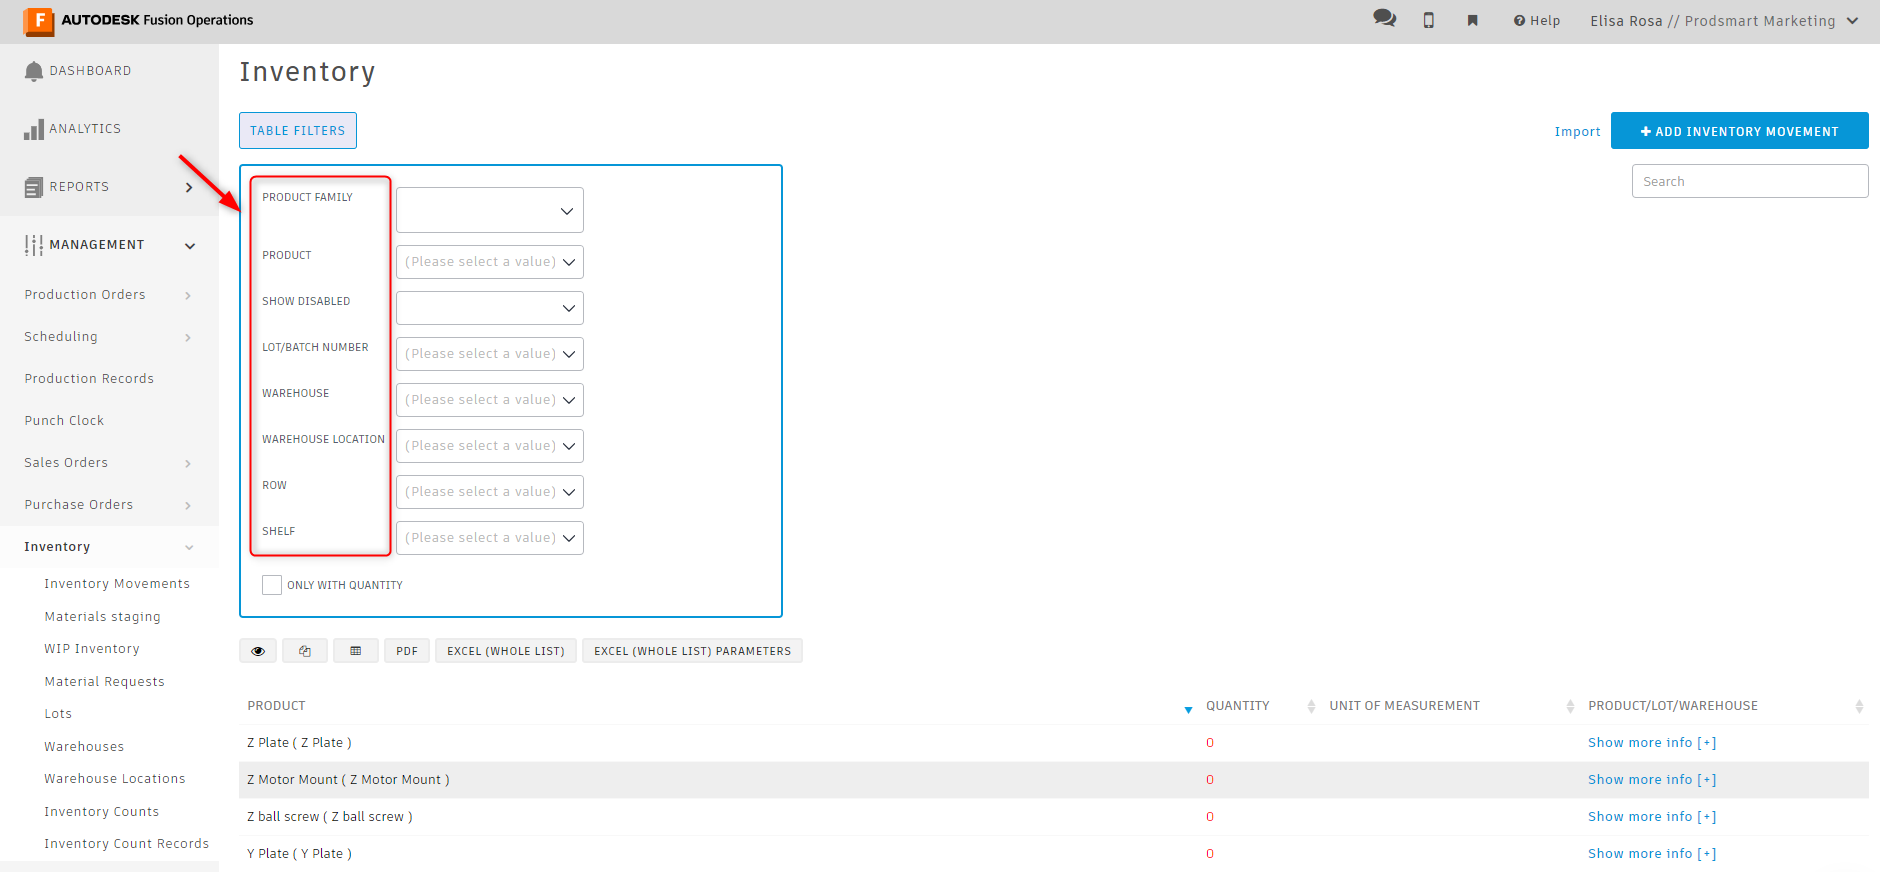 F AUTODESK Fusion Operations
Help
Elisa Rosa // Prodsmart Marketing
DASHBOARD
ANALYTICS
REPORTS
MANAGEMENT
Production Orders
Scheduling
Production Records
Punch Clock
Sales Orders
Purchase Orders
Inventory
Inventory Movements
Materials staging
WIP Inventory
Material Requests
Lots
Warehouses
Warehouse Locations
Inventory Counts
Inventory Count Records
Inventory
TABLE FILTERS
Import
ADD INVENTORY MOVEMENT
Search
PRODUCT FAMILY
PRODUCT (Please select a value)
SHOW DISABLED
LOT/BATCH NUMBER (Please select a value)
WAREHOUSE (Please select a value)
WAREHOUSE LOCATION (Please select a value)
ROW (Please select a value)
SHELF (Please select a value)
ONLY WITH QUANTITY
PDF EXCEL (WHOLE LIST) EXCEL (WHOLE LIST) PARAMETERS
PRODUCT QUANTITY UNIT OF MEASUREMENT PRODUCT/LOT/WAREHOUSE
Z Plate ( Z Plate ) 0 Show more info [+]
Z Motor Mount ( Z Motor Mount ) 0 Show more info [+]
Z ball screw ( Z ball screw ) 0 Show more info [+]
Y Plate ( Y Plate ) 0 Show more info [+]